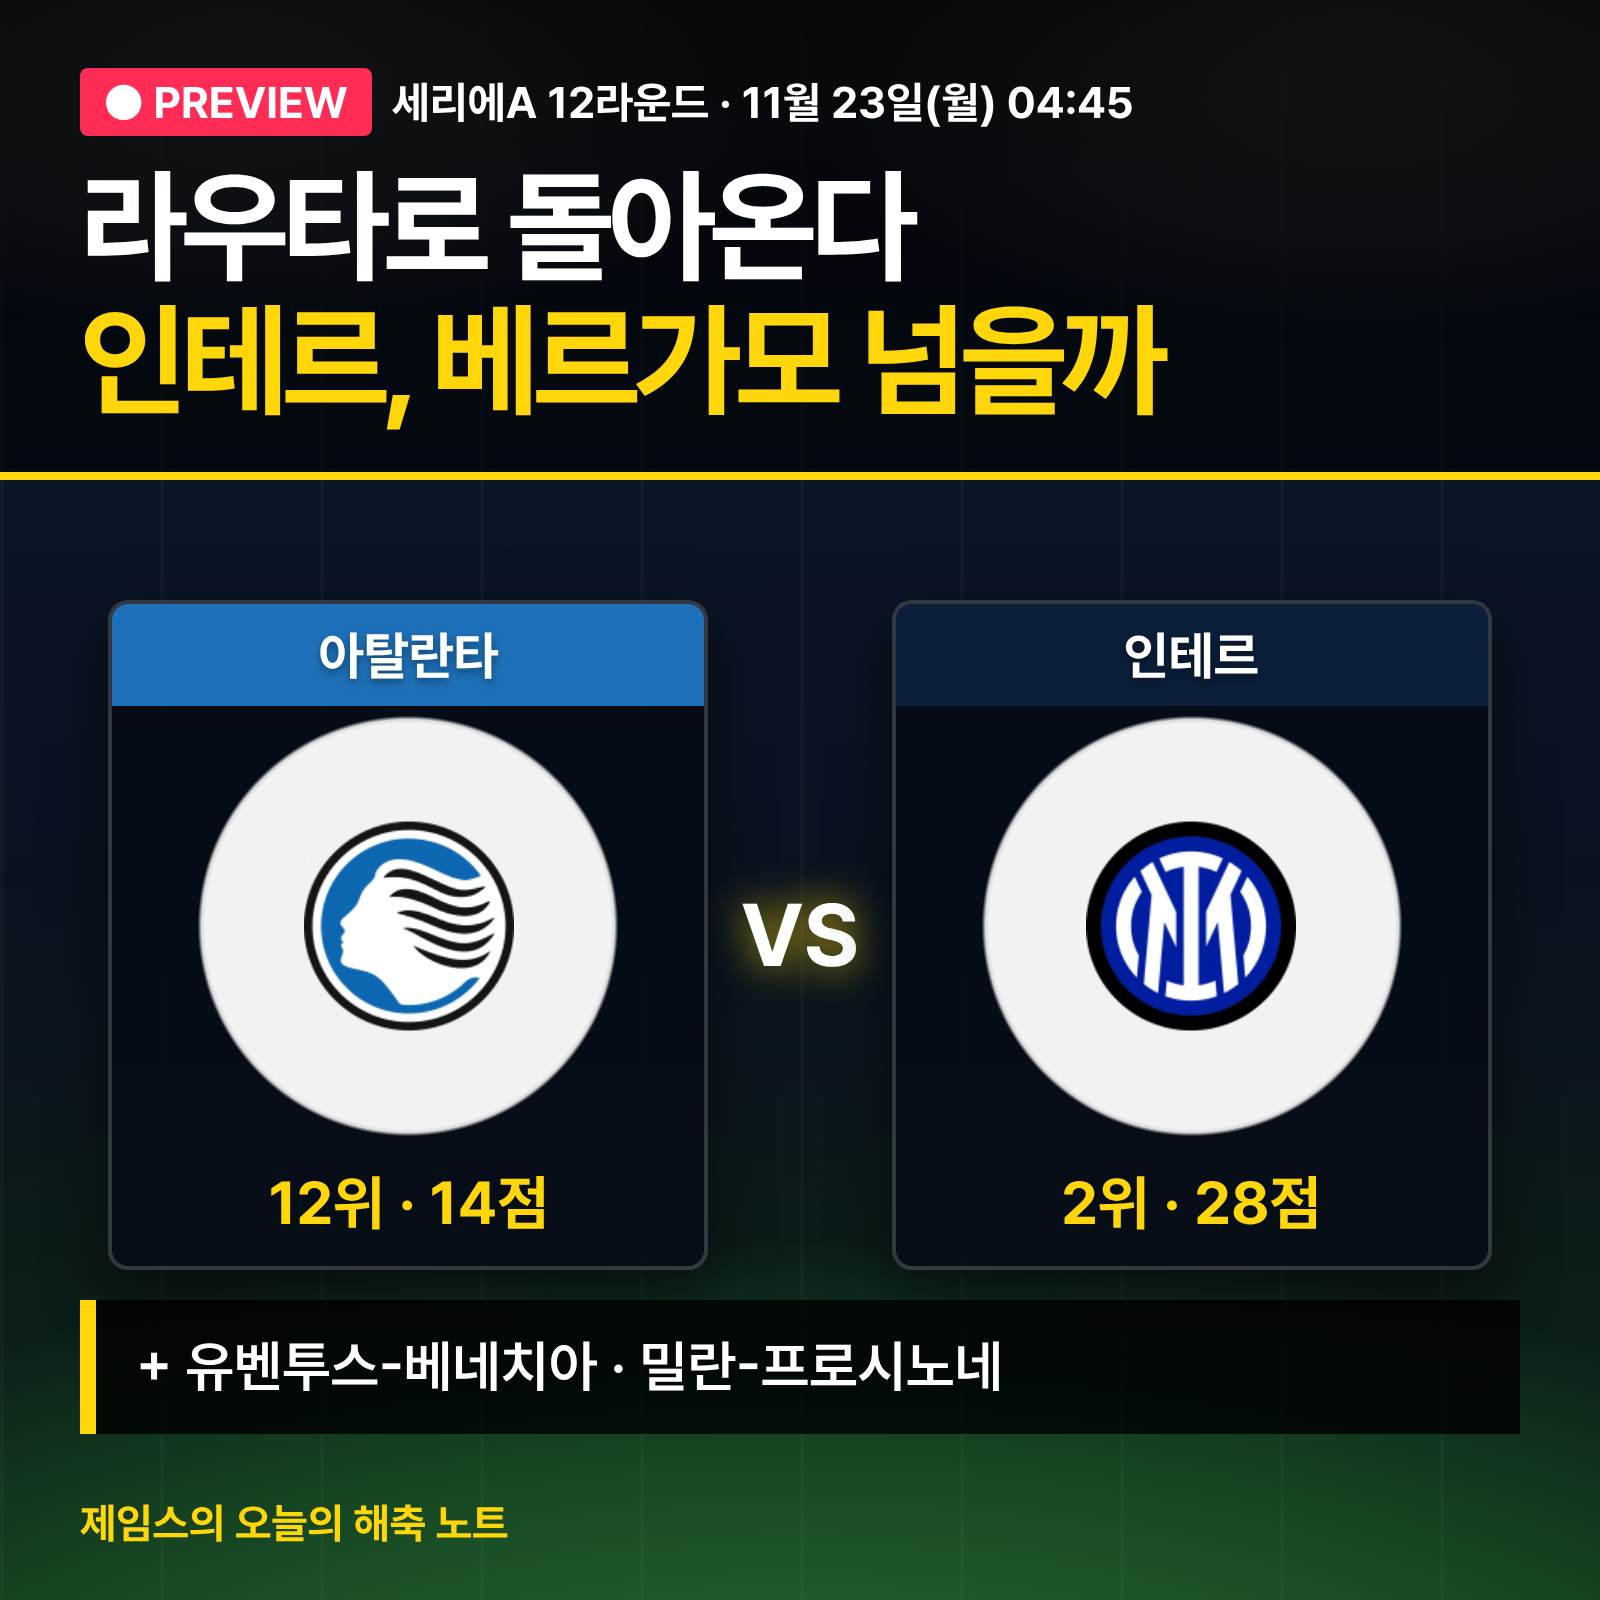 PREVIEW 세리에A 12라운드 · 11월 23일(월) 04:45
라우타로 돌아온다
인테르, 베르가모 넘을까
아탈란타
인테르
VS
12위 · 14점
2위 · 28점
+ 유벤투스-베네치아 · 밀란-프로시노네
제임스의 오늘의 해축 노트